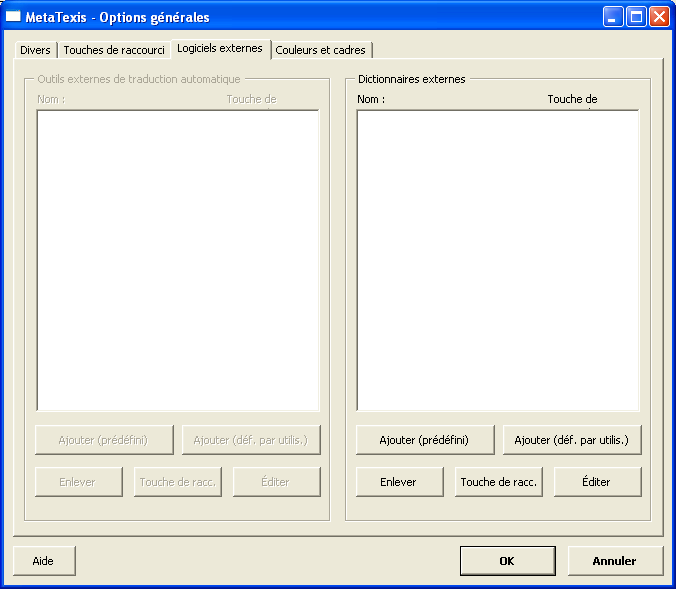 MetaTexis - Options générales
Divers
Touches de raccourci
Logiciels externes
Couleurs et cadres
Outils externes de traduction automatique
Nom :
Touche de
Ajouter (prédéfini)
Ajouter (déf. par utilis.)
Enlever
Touche de racc.
Éditer
Dictionnaires externes
Nom :
Touche de
Ajouter (prédéfini)
Ajouter (déf. par utilis.)
Enlever
Touche de racc.
Éditer
Aide
OK
Annuler